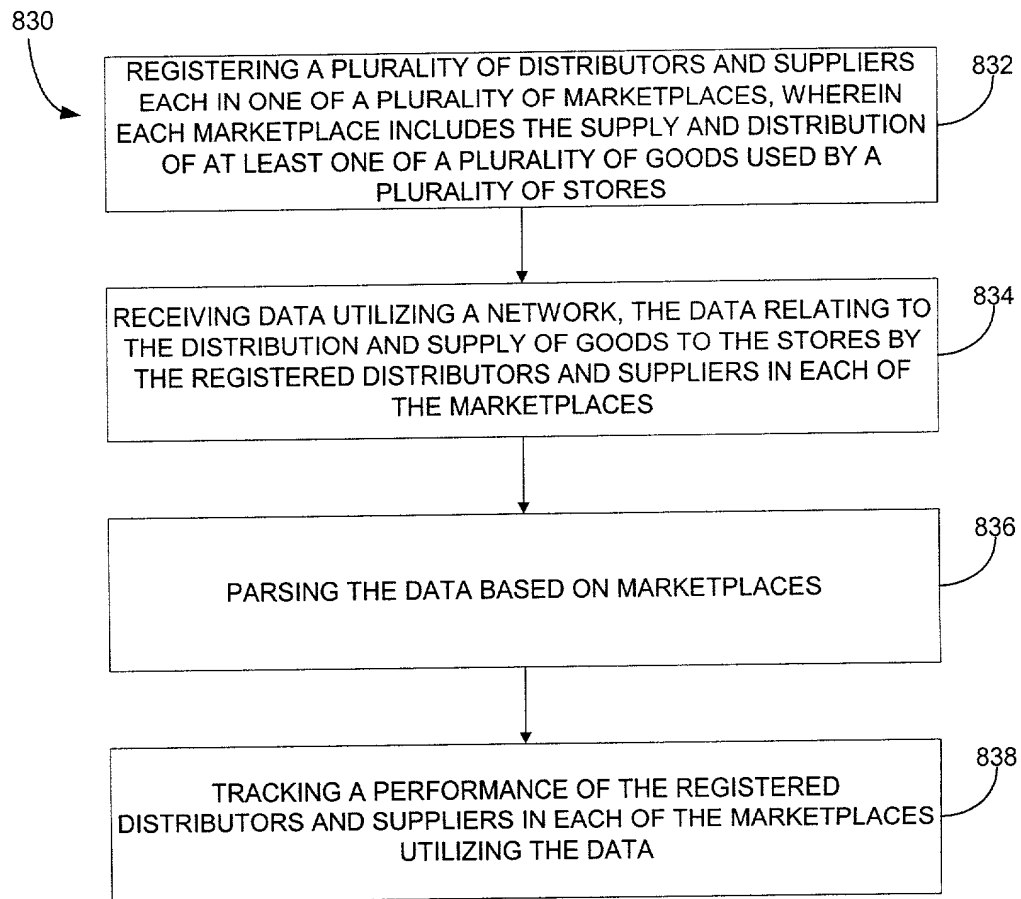 830
REGISTERING A PLURALITY OF DISTRIBUTORS AND SUPPLIERS
EACH IN ONE OF A PLURALITY OF MARKETPLACES, WHEREIN
EACH MARKETPLACE INCLUDES THE SUPPLY AND DISTRIBUTION
OF AT LEAST ONE OF A PLURALITY OF GOODS USED BY A
PLURALITY OF STORES
832
RECEIVING DATA UTILIZING A NETWORK, THE DATA RELATING TO
THE DISTRIBUTION AND SUPPLY OF GOODS TO THE STORES BY
THE REGISTERED DISTRIBUTORS AND SUPPLIERS IN EACH OF
THE MARKETPLACES
834
PARSING THE DATA BASED ON MARKETPLACES
836
TRACKING A PERFORMANCE OF THE REGISTERED
DISTRIBUTORS AND SUPPLIERS IN EACH OF THE MARKETPLACES
UTILIZING THE DATA
838